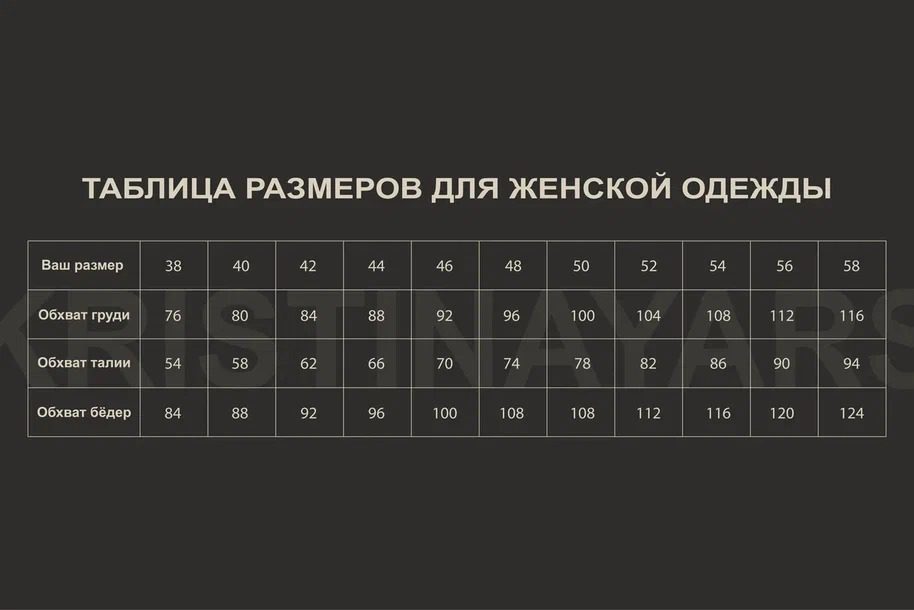 ТАБЛИЦА РАЗМЕРОВ ДЛЯ ЖЕНСКОЙ ОДЕЖДЫ
Ваш размер 38 40 42 44 46 48 50 52 54 56 58
Обхват груди 76 80 84 88 92 96 100 104 108 112 116
KRISTINAYARS
Обхват талии 54 58 62 66 70 74 78 82 86 90 94
Обхват бёдер 84 88 92 96 100 108 108 112 116 120 124